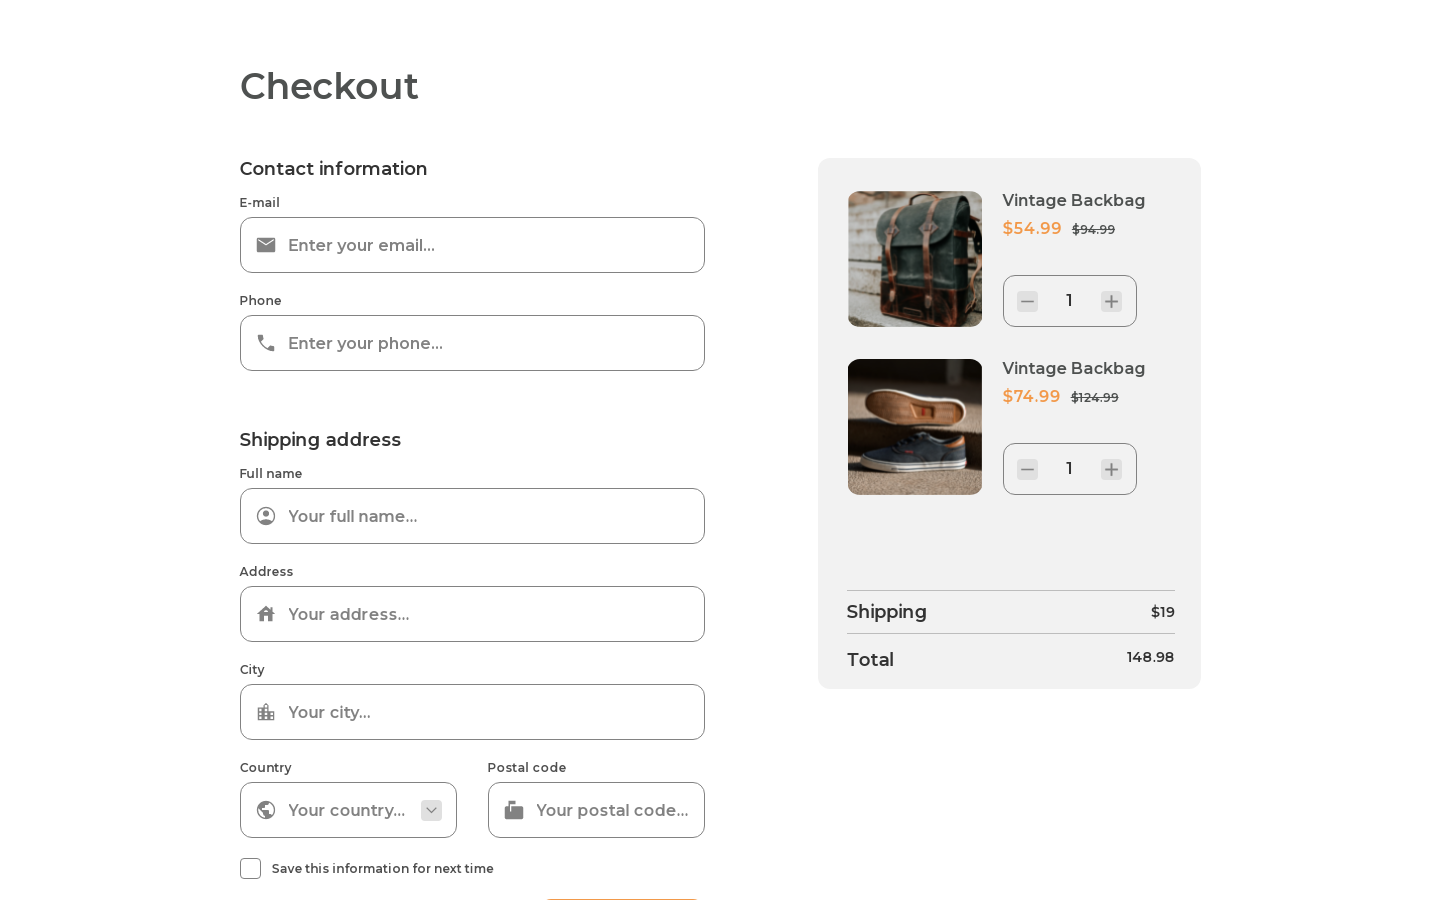 Checkout
Contact information
E-mail
Enter your email...
Phone
Enter your phone...
Shipping address
Full name
Your full name...
Address
Your address...
City
Your city...
Country
Your country...
Postal code
Your postal code...
Save this information for next time
Vintage Backbag
$54.99 $94.99
1
Vintage Backbag
$74.99 $124.99
1
Shipping $19
Total 148.98